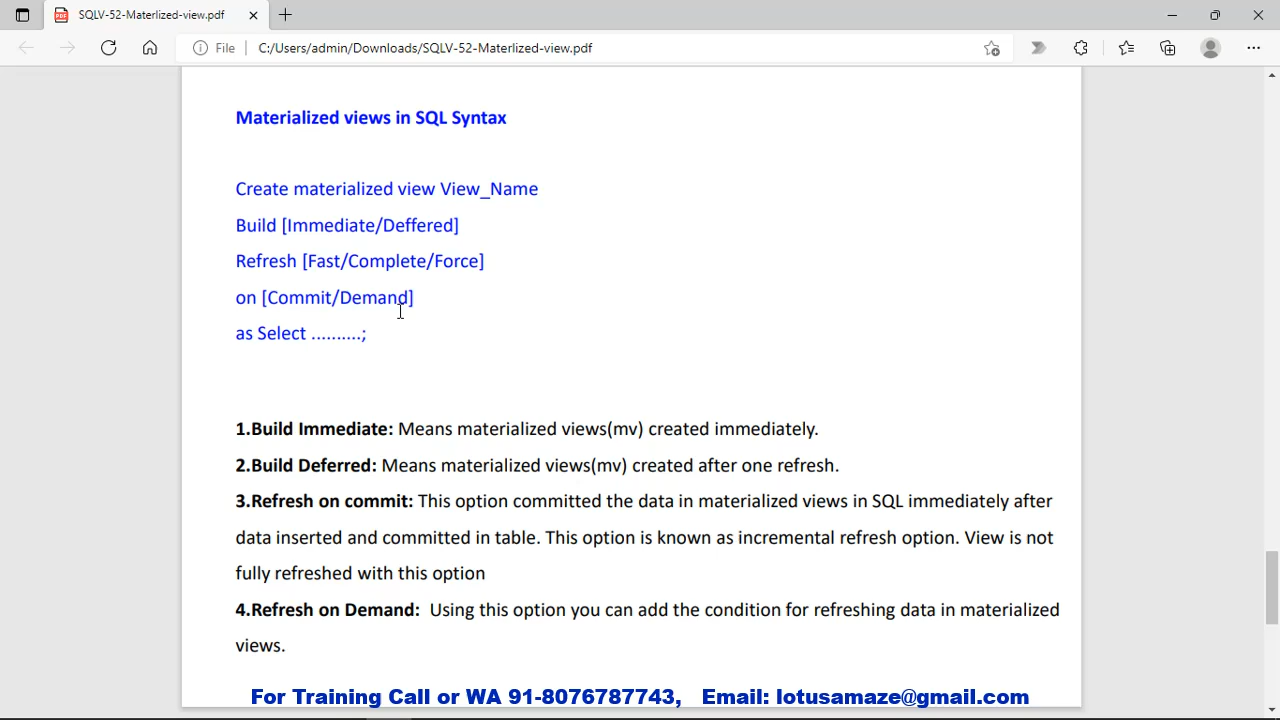 SQLV-52-Materlized-view.pdf
File
C:/Users/admin/Downloads/SQLV-52-Materlized-view.pdf
Materialized views in SQL Syntax
Create materialized view View_Name
Build [Immediate/Deffered]
Refresh [Fast/Complete/Force]
on [Commit/Demand]
as Select ..........;
1.Build Immediate: Means materialized views(mv) created immediately.
2.Build Deferred: Means materialized views(mv) created after one refresh.
3.Refresh on commit: This option committed the data in materialized views in SQL immediately after
data inserted and committed in table. This option is known as incremental refresh option. View is not
fully refreshed with this option
4.Refresh on Demand: Using this option you can add the condition for refreshing data in materialized
views.
For Training Call or WA 91-8076787743, Email: lotusamaze@gmail.com